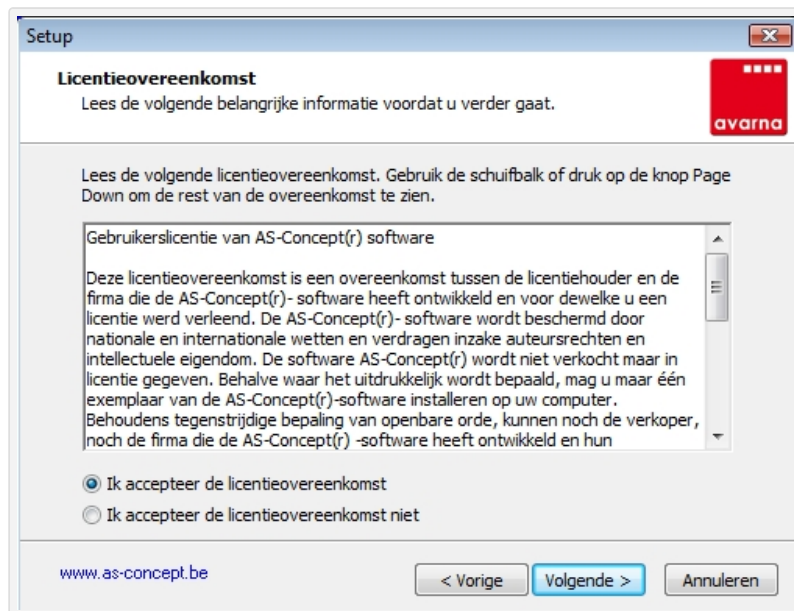 Setup
Licentieovereenkomst
Lees de volgende belangrijke informatie voordat u verder gaat.
avarna
Lees de volgende licentieovereenkomst. Gebruik de schuifbalk of druk op de knop Page
Down om de rest van de overeenkomst te zien.
Gebruikerslicentie van AS-Concept(r) software
Deze licentieovereenkomst is een overeenkomst tussen de licentiehouder en de
firma die de AS-Concept(r)- software heeft ontwikkeld en voor dewelke u een
licentie werd verleend. De AS-Concept(r)- software wordt beschermd door
nationale en internationale wetten en verdragen inzake auteursrechten en
intellectuele eigendom. De software AS-Concept(r) wordt niet verkocht maar in
licentie gegeven. Behalve waar het uitdrukkelijk wordt bepaald, mag u maar één
exemplaar van de AS-Concept(r)-software installeren op uw computer.
Behoudens tegenstrijdige bepaling van openbare orde, kunnen noch de verkoper,
noch de firma die de AS-Concept(r) -software heeft ontwikkeld en hun
Ik accepteer de licentieovereenkomst
Ik accepteer de licentieovereenkomst niet
www.as-concept.be
< Vorige
Volgende >
Annuleren